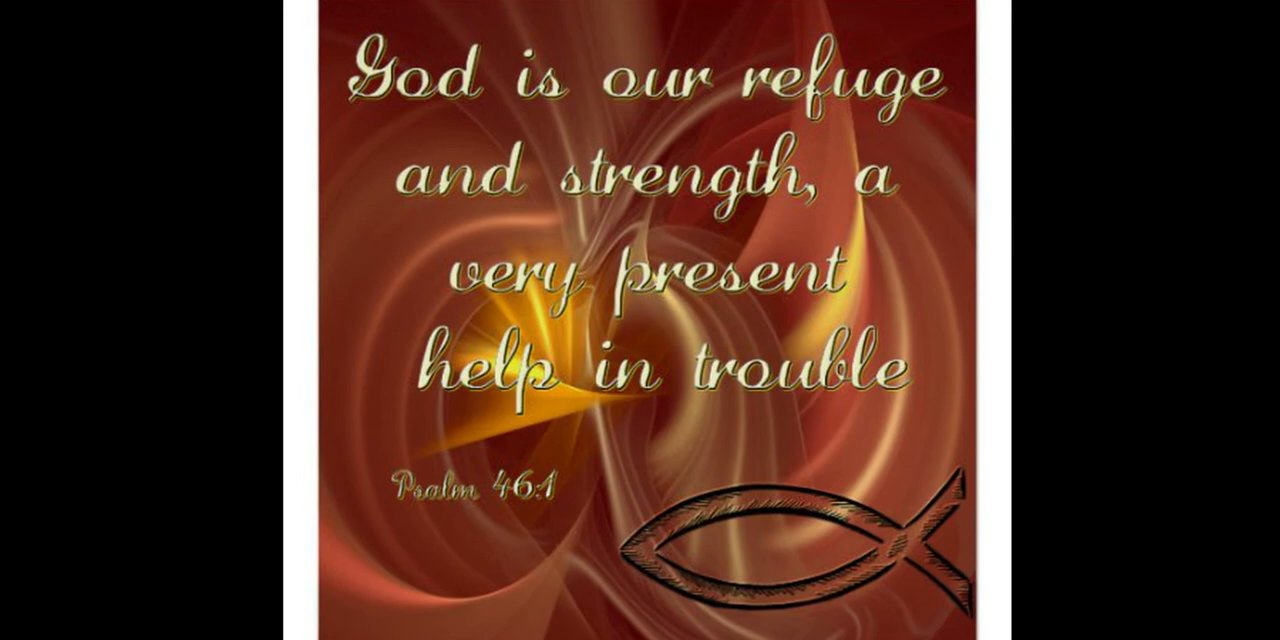 God is our refuge
and strength, a
very present
help in trouble
Psalm 46:1